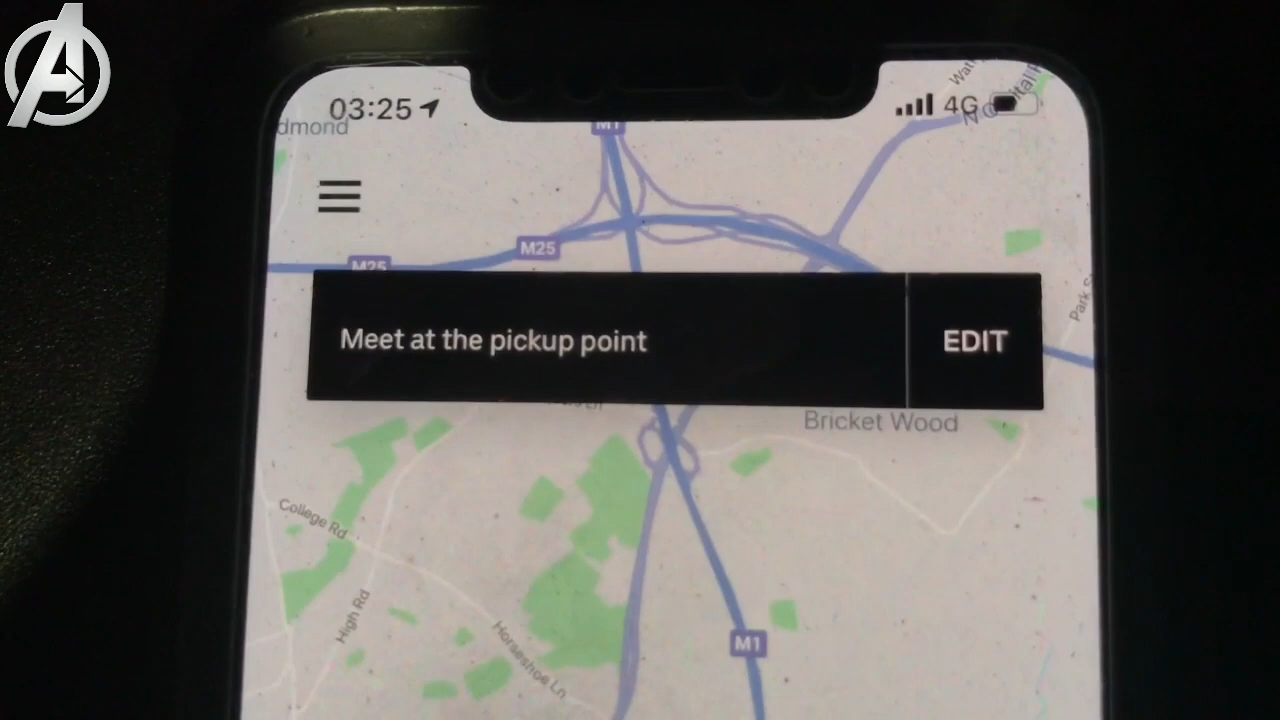 03:25
4G
dmond
M1
M25
M25
Meet at the pickup point
EDIT
Bricket Wood
College Rd
High Rd
Horseshoe Ln
M1